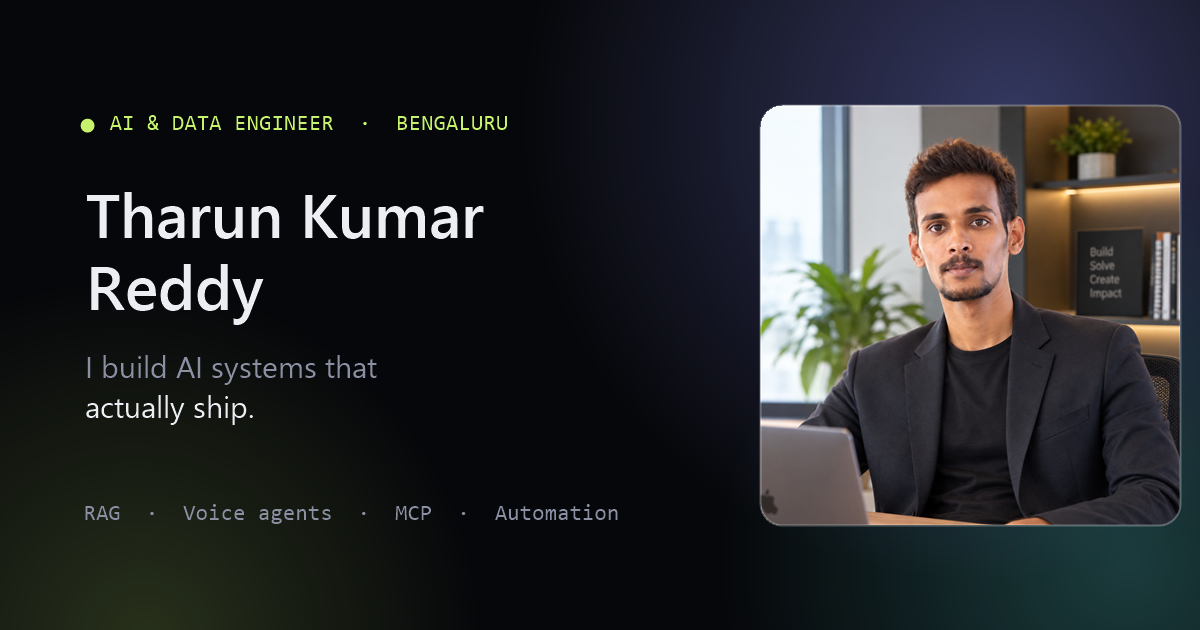 AI & DATA ENGINEER · BENGALURU
Tharun Kumar
Reddy
I build AI systems that
actually ship.
RAG · Voice agents · MCP · Automation
Build
Solve
Create
Impact